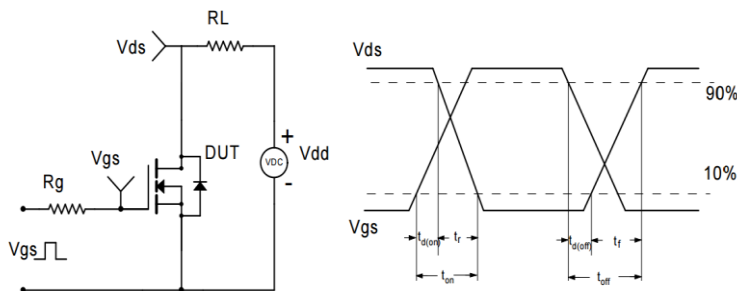 RL
Vds
Vds
90%
+
Vgs
DUT
VDC
Vdd
Rg
-
10%
Vgs
Vgs
td(on)
tr
td(off)
tf
ton
toff